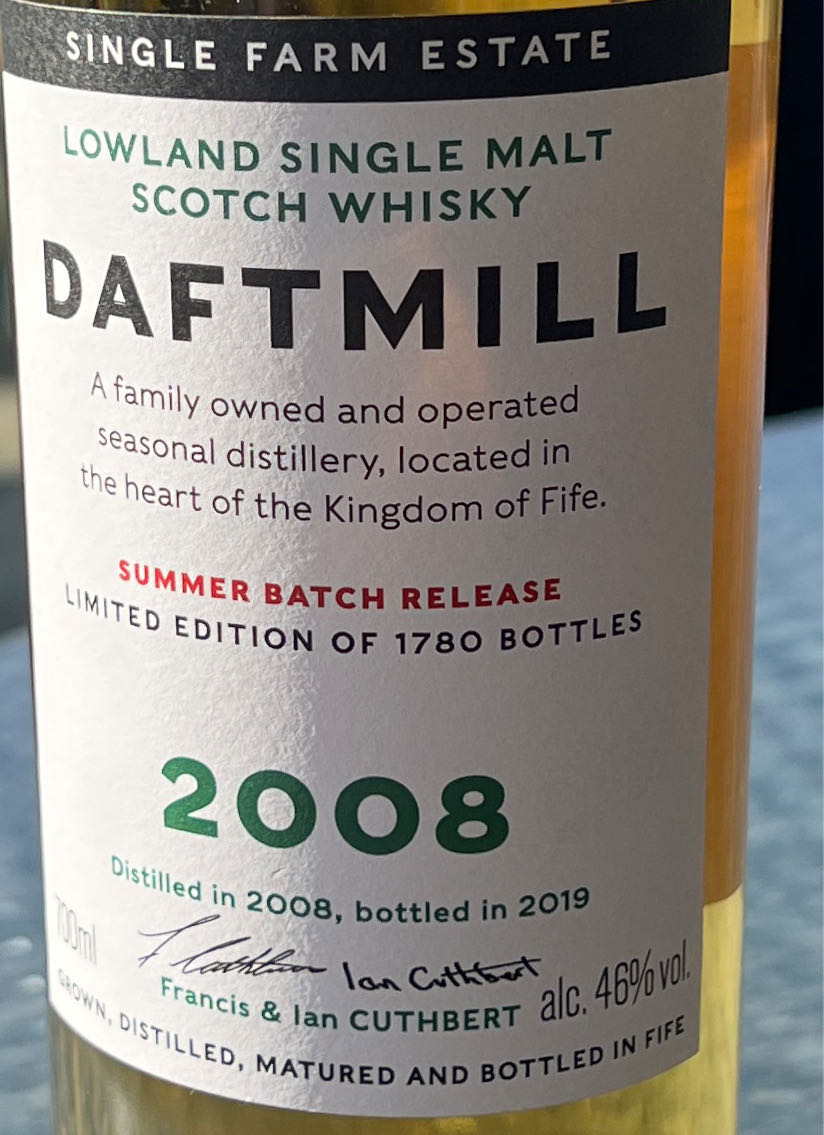 SINGLE FARM ESTATE
LOWLAND SINGLE MALT
SCOTCH WHISKY
DAFTMILL
A family owned and operated
seasonal distillery, located in
the heart of the Kingdom of Fife.
SUMMER BATCH RELEASE
LIMITED EDITION OF 1780 BOTTLES
2008
Distilled in 2008, bottled in 2019
700ml
F Cuthbert Ian Cuthbert
Francis & Ian CUTHBERT
alc. 46% vol.
GROWN, DISTILLED, MATURED AND BOTTLED IN FIFE